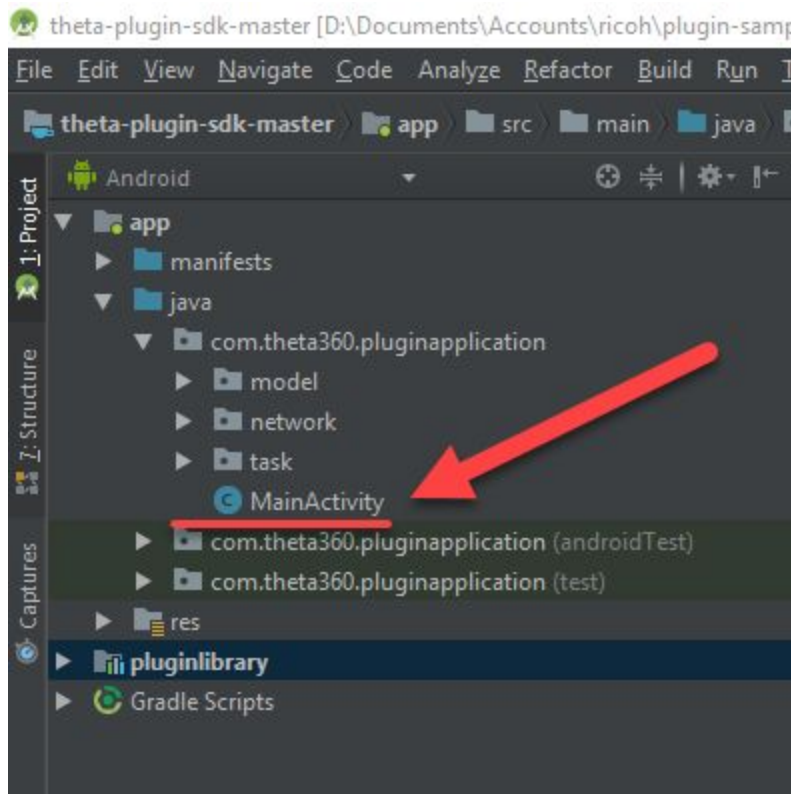 theta-plugin-sdk-master [D:\Documents\Accounts\ricoh\plugin-samp
File Edit View Navigate Code Analyze Refactor Build Run
theta-plugin-sdk-master app src main java
Android
1: Project
app
manifests
java
com.theta360.pluginapplication
model
network
task
MainActivity
com.theta360.pluginapplication (androidTest)
com.theta360.pluginapplication (test)
res
pluginlibrary
Gradle Scripts
7: Structure
Captures